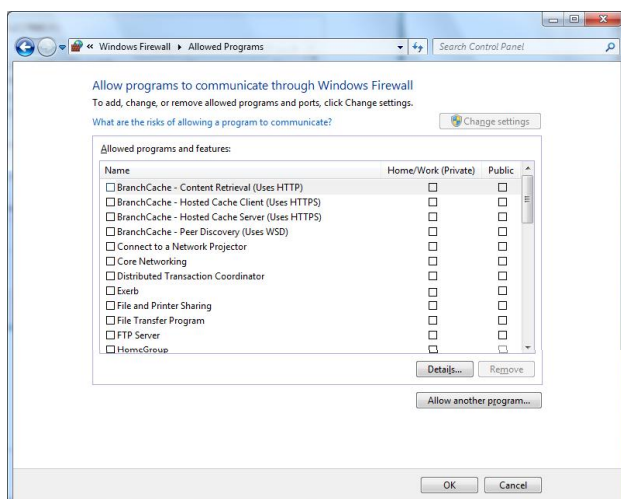 « Windows Firewall ▸ Allowed Programs
Search Control Panel
Allow programs to communicate through Windows Firewall
To add, change, or remove allowed programs and ports, click Change settings.
What are the risks of allowing a program to communicate?
Change settings
Allowed programs and features:
Name Home/Work (Private) Public
BranchCache - Content Retrieval (Uses HTTP)
BranchCache - Hosted Cache Client (Uses HTTPS)
BranchCache - Hosted Cache Server (Uses HTTPS)
BranchCache - Peer Discovery (Uses WSD)
Connect to a Network Projector
Core Networking
Distributed Transaction Coordinator
Exerb
File and Printer Sharing
File Transfer Program
FTP Server
HomeGroup
Details... Remove
Allow another program...
OK Cancel